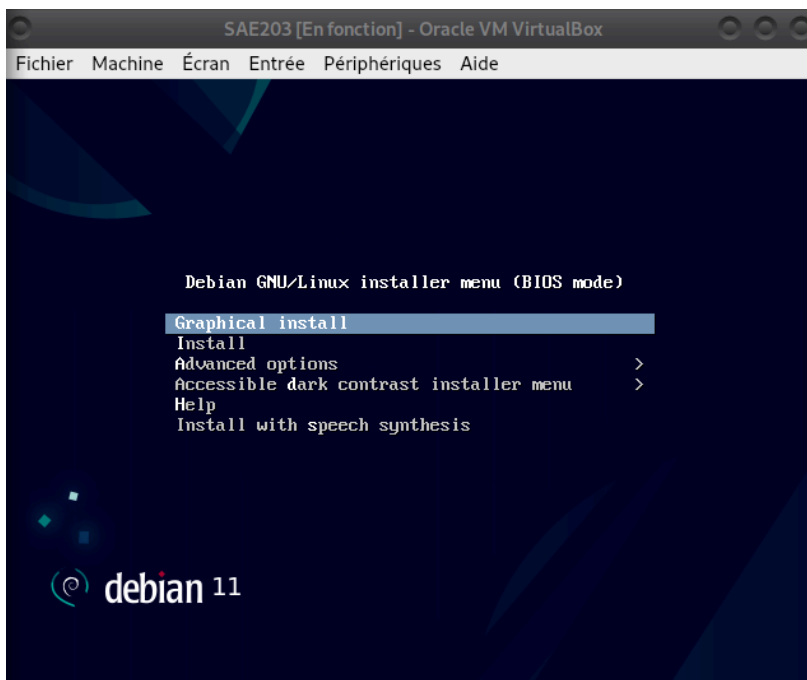 SAE203 [En fonction] - Oracle VM VirtualBox
Fichier Machine Écran Entrée Périphériques Aide
Debian GNU/Linux installer menu (BIOS mode)
Graphical install
Install
Advanced options >
Accessible dark contrast installer menu >
Help
Install with speech synthesis
debian 11